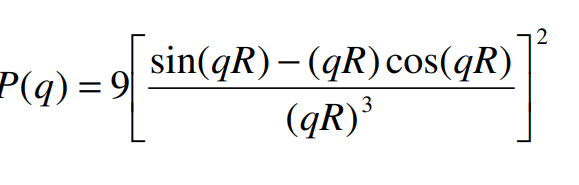 P(q) = 9[(sin(qR) − (qR) cos(qR)) / (qR)³]²